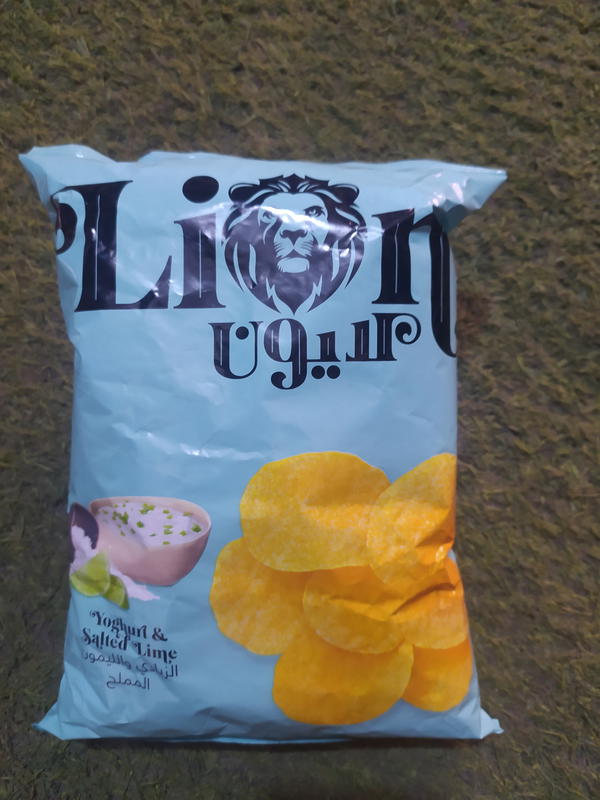 Lion
ليون
Yoghurt &
Salted Lime
الزبادي والليمون
المملح